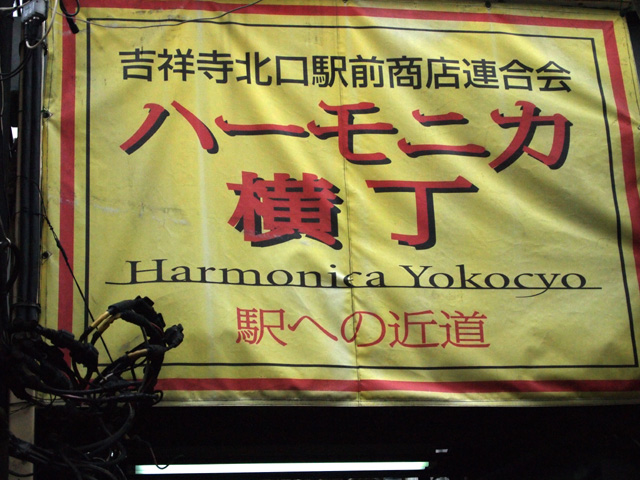 吉祥寺北口駅前商店連合会
ハーモニカ
横丁
Harmonica Yokocyo
駅への近道